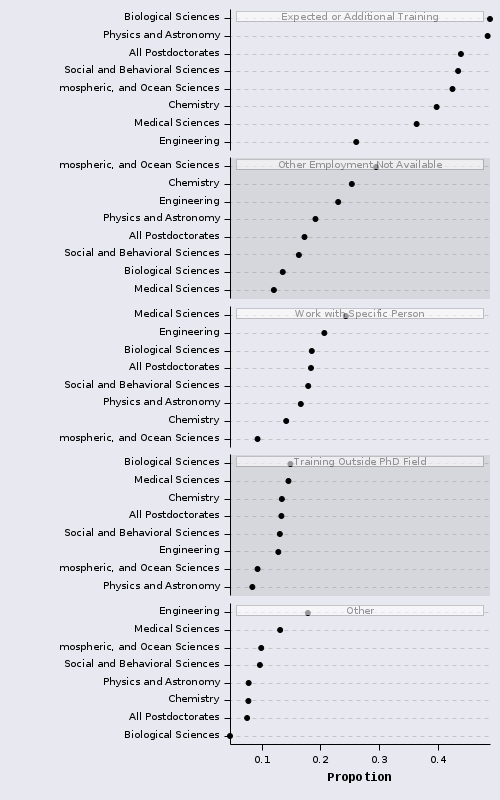 Biological Sciences
Expected or Additional Training
Physics and Astronomy
All Postdoctorates
Social and Behavioral Sciences
mospheric, and Ocean Sciences
Chemistry
Medical Sciences
Engineering
mospheric, and Ocean Sciences
Other Employment Not Available
Chemistry
Engineering
Physics and Astronomy
All Postdoctorates
Social and Behavioral Sciences
Biological Sciences
Medical Sciences
Medical Sciences
Work with Specific Person
Engineering
Biological Sciences
All Postdoctorates
Social and Behavioral Sciences
Physics and Astronomy
Chemistry
mospheric, and Ocean Sciences
Biological Sciences
Training Outside PhD Field
Medical Sciences
Chemistry
All Postdoctorates
Social and Behavioral Sciences
Engineering
mospheric, and Ocean Sciences
Physics and Astronomy
Engineering
Other
Medical Sciences
mospheric, and Ocean Sciences
Social and Behavioral Sciences
Physics and Astronomy
Chemistry
All Postdoctorates
Biological Sciences
0.1 0.2 0.3 0.4
Propotion